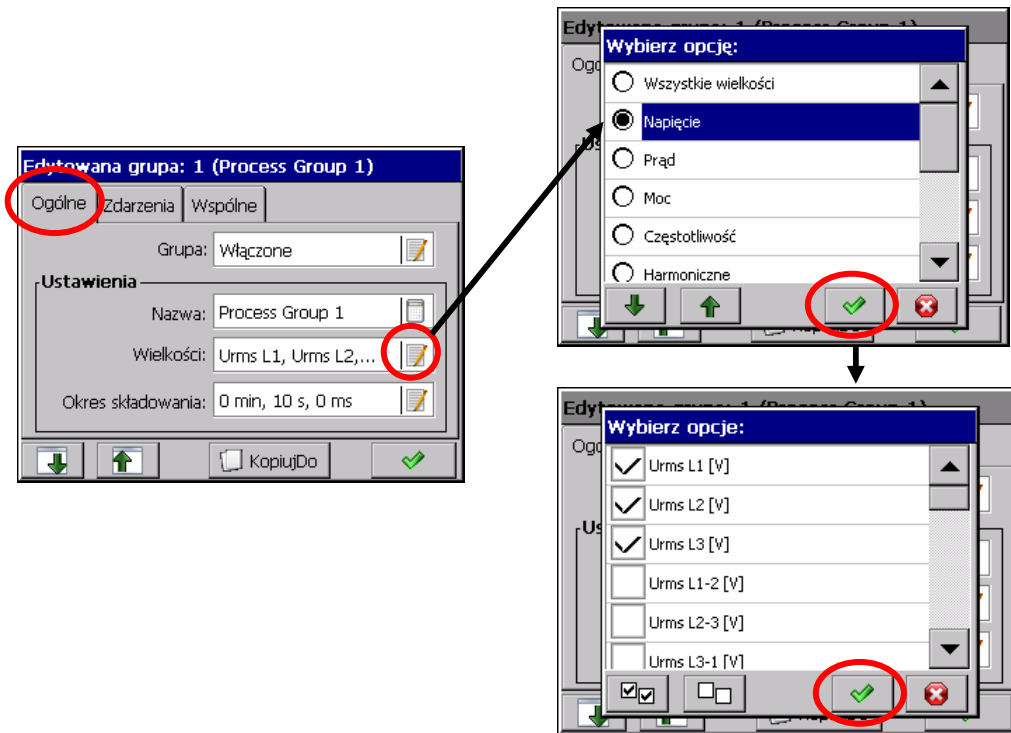 Edytowana grupa: 1 (Process Group 1)
Ogólne Zdarzenia Wspólne
Grupa: Włączone
Ustawienia
Nazwa: Process Group 1
Wielkości: Urms L1, Urms L2,...
Okres składowania: 0 min, 10 s, 0 ms
KopiujDo
Wybierz opcję:
Wszystkie wielkości
Napięcie
Prąd
Moc
Częstotliwość
Harmoniczne
Wybierz opcje:
Urms L1 [V]
Urms L2 [V]
Urms L3 [V]
Urms L1-2 [V]
Urms L2-3 [V]
Urms L3-1 [V]